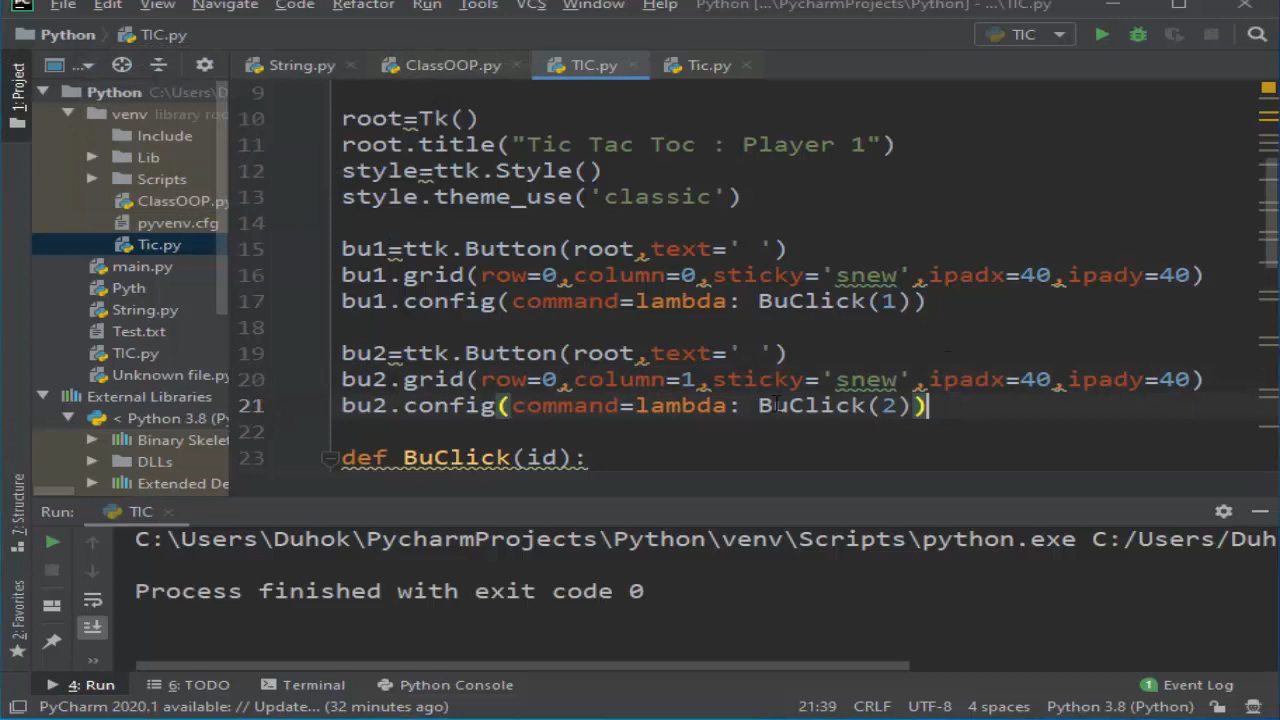 File Edit View Navigate Code Refactor Run Tools VCS Window Help Python [...\PycharmProjects\Python] - ...\TIC.py
Python TIC.py TIC
1: Project ... String.py ClassOOP.py TIC.py Tic.py
Python C:\Users\D
venv library ro
Include
Lib
Scripts
ClassOOP.py
pyvenv.cfg
Tic.py
main.py
Pyth
String.py
Test.txt
TIC.py
Unknown file.py
External Libraries
< Python 3.8 (
Binary Skelet
DLLs
Extended De
9
10 root=Tk()
11 root.title("Tic Tac Toc : Player 1")
12 style=ttk.Style()
13 style.theme_use('classic')
14
15 bu1=ttk.Button(root,text=' ')
16 bu1.grid(row=0,column=0,sticky='snew',ipadx=40,ipady=40)
17 bu1.config(command=lambda: BuClick(1))
18
19 bu2=ttk.Button(root,text=' ')
20 bu2.grid(row=0,column=1,sticky='snew',ipadx=40,ipady=40)
21 bu2.config(command=lambda: BuClick(2))
22
23 def BuClick(id):
7: Structure
2: Favorites
Run: TIC
C:\Users\Duhok\PycharmProjects\Python\venv\Scripts\python.exe C:/Users/Duh
Process finished with exit code 0
4: Run 6: TODO Terminal Python Console 1 Event Log
PyCharm 2020.1 available: // Update... (32 minutes ago) 21:39 CRLF UTF-8 4 spaces Python 3.8 (Python)